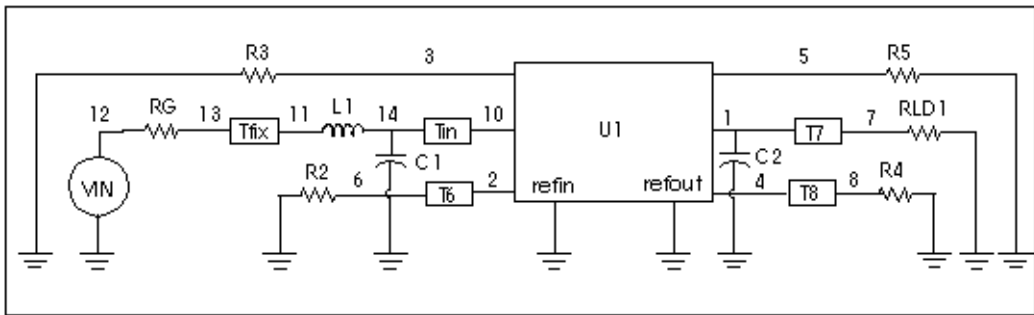 R3 3 5 R5
12 RG 13 Tfix 11 L1 14 Tin 10 U1 1 T7 7 RLD1
C1 C2
VIN R2 6 T6 2 refin refout 4 T8 8 R4